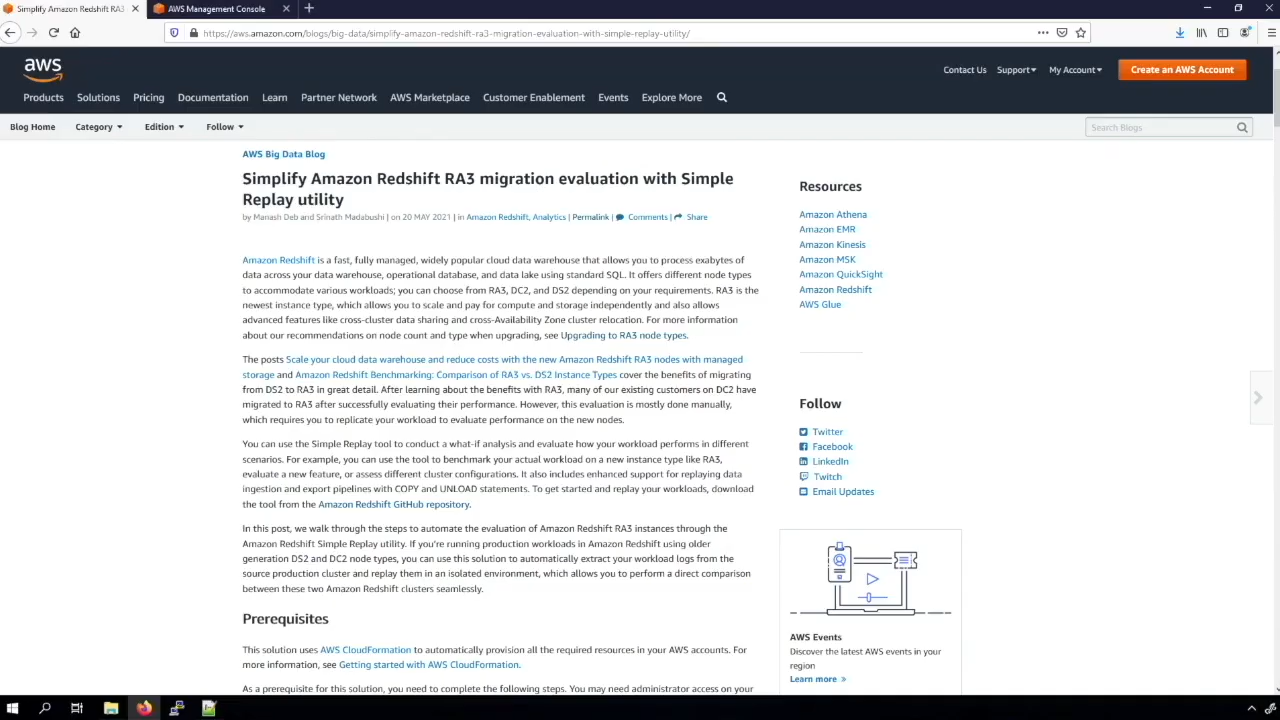 Simplify Amazon Redshift RA3
AWS Management Console
https://aws.amazon.com/blogs/big-data/simplify-amazon-redshift-ra3-migration-evaluation-with-simple-replay-utility/
aws
Contact Us Support My Account Create an AWS Account
Products Solutions Pricing Documentation Learn Partner Network AWS Marketplace Customer Enablement Events Explore More
Blog Home Category Edition Follow
Search Blogs
AWS Big Data Blog
Simplify Amazon Redshift RA3 migration evaluation with Simple
Replay utility
by Manash Deb and Srinath Madabushi | on 20 MAY 2021 | in Amazon Redshift, Analytics | Permalink | Comments | Share
Amazon Redshift is a fast, fully managed, widely popular cloud data warehouse that allows you to process exabytes of
data across your data warehouse, operational database, and data lake using standard SQL. It offers different node types
to accommodate various workloads; you can choose from RA3, DC2, and DS2 depending on your requirements. RA3 is the
newest instance type, which allows you to scale and pay for compute and storage independently and also allows
advanced features like cross-cluster data sharing and cross-Availability Zone cluster relocation. For more information
about our recommendations on node count and type when upgrading, see Upgrading to RA3 node types.
The posts Scale your cloud data warehouse and reduce costs with the new Amazon Redshift RA3 nodes with managed
storage and Amazon Redshift Benchmarking: Comparison of RA3 vs. DS2 Instance Types cover the benefits of migrating
from DS2 to RA3 in great detail. After learning about the benefits with RA3, many of our existing customers on DC2 have
migrated to RA3 after successfully evaluating their performance. However, this evaluation is mostly done manually,
which requires you to replicate your workload to evaluate performance on the new nodes.
You can use the Simple Replay tool to conduct a what-if analysis and evaluate how your workload performs in different
scenarios. For example, you can use the tool to benchmark your actual workload on a new instance type like RA3,
evaluate a new feature, or assess different cluster configurations. It also includes enhanced support for replaying data
ingestion and export pipelines with COPY and UNLOAD statements. To get started and replay your workloads, download
the tool from the Amazon Redshift GitHub repository.
In this post, we walk through the steps to automate the evaluation of Amazon Redshift RA3 instances through the
Amazon Redshift Simple Replay utility. If you're running production workloads in Amazon Redshift using older
generation DS2 and DC2 node types, you can use this solution to automatically extract your workload logs from the
source production cluster and replay them in an isolated environment, which allows you to perform a direct comparison
between these two Amazon Redshift clusters seamlessly.
Prerequisites
This solution uses AWS CloudFormation to automatically provision all the required resources in your AWS accounts. For
more information, see Getting started with AWS CloudFormation.
As a prerequisite for this solution, you need to complete the following steps. You may need administrator access on your
Resources
Amazon Athena
Amazon EMR
Amazon Kinesis
Amazon MSK
Amazon QuickSight
Amazon Redshift
AWS Glue
Follow
Twitter
Facebook
LinkedIn
Twitch
Email Updates
AWS Events
Discover the latest AWS events in your
region
Learn more »